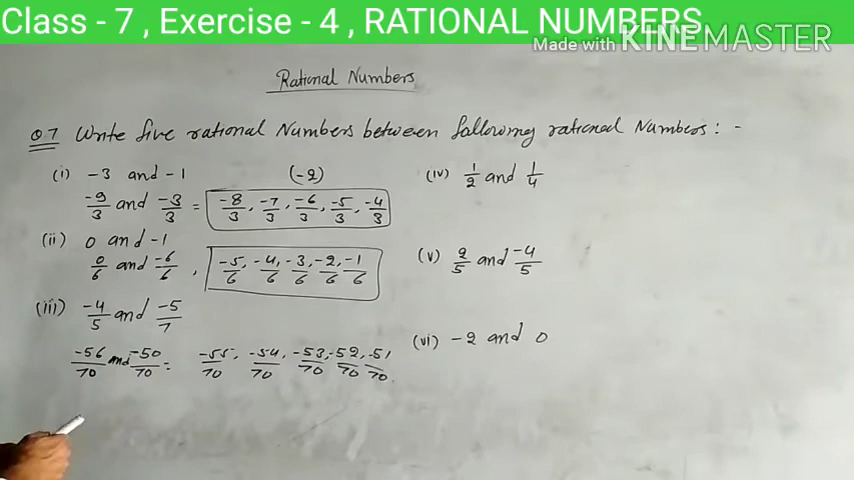 Class - 7 , Exercise - 4 , RATIONAL NUMBERS
Made with KINEMASTER
Rational Numbers
Q7 Write five rational Numbers between following rational Numbers : -
(i) -3 and -1 (-2)
-9/3 and -3/3 = -8/3, -7/3, -6/3, -5/3, -4/3
(ii) 0 and -1
0/6 and -6/6 , -5/6, -4/6, -3/6, -2/6, -1/6
(iii) -4/5 and -5/7
-56/70 and -50/70 = -55/70, -54/70, -53/70, -52/70, -51/70.
(iv) 1/2 and 1/4
(v) 2/5 and -4/5
(vi) -2 and 0